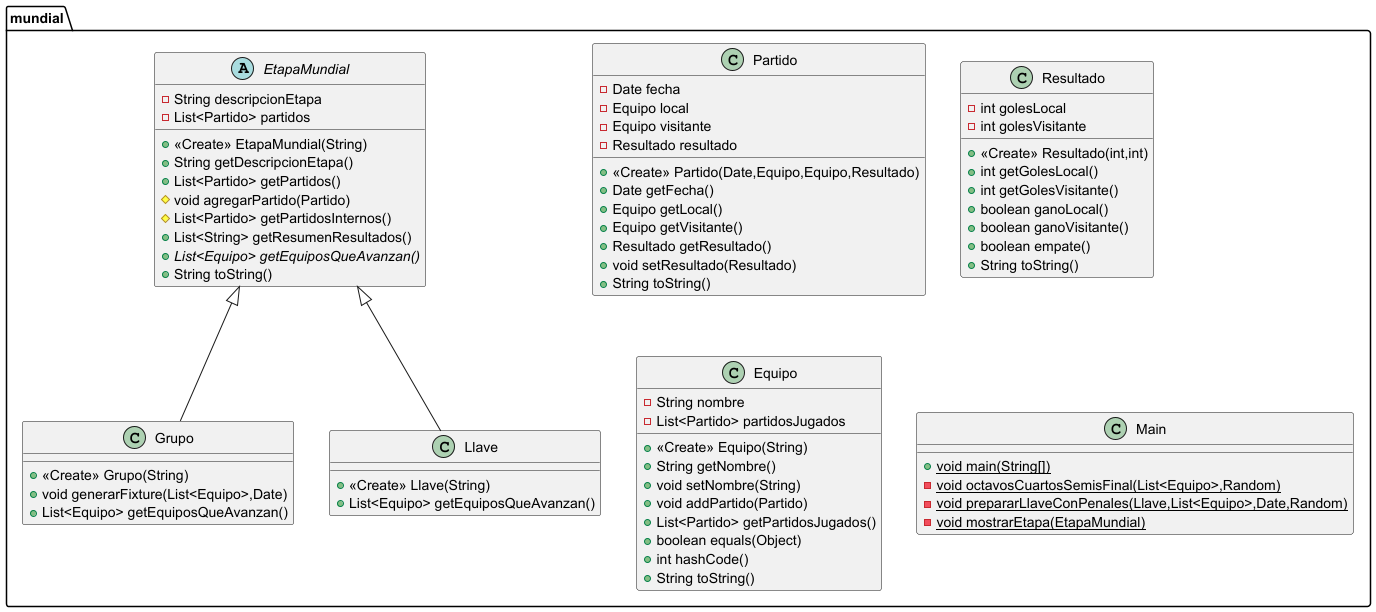 mundial
A EtapaMundial
String descripcionEtapa
List<Partido> partidos
«Create» EtapaMundial(String)
String getDescripcionEtapa()
List<Partido> getPartidos()
void agregarPartido(Partido)
List<Partido> getPartidosInternos()
List<String> getResumenResultados()
List<Equipo> getEquiposQueAvanzan()
String toString()
C Partido
Date fecha
Equipo local
Equipo visitante
Resultado resultado
«Create» Partido(Date,Equipo,Equipo,Resultado)
Date getFecha()
Equipo getLocal()
Equipo getVisitante()
Resultado getResultado()
void setResultado(Resultado)
String toString()
C Resultado
int golesLocal
int golesVisitante
«Create» Resultado(int,int)
int getGolesLocal()
int getGolesVisitante()
boolean ganoLocal()
boolean ganoVisitante()
boolean empate()
String toString()
C Grupo
«Create» Grupo(String)
void generarFixture(List<Equipo>,Date)
List<Equipo> getEquiposQueAvanzan()
C Llave
«Create» Llave(String)
List<Equipo> getEquiposQueAvanzan()
C Equipo
String nombre
List<Partido> partidosJugados
«Create» Equipo(String)
String getNombre()
void setNombre(String)
void addPartido(Partido)
List<Partido> getPartidosJugados()
boolean equals(Object)
int hashCode()
String toString()
C Main
void main(String[])
void octavosCuartosSemisFinal(List<Equipo>,Random)
void prepararLlaveConPenales(Llave,List<Equipo>,Date,Random)
void mostrarEtapa(EtapaMundial)